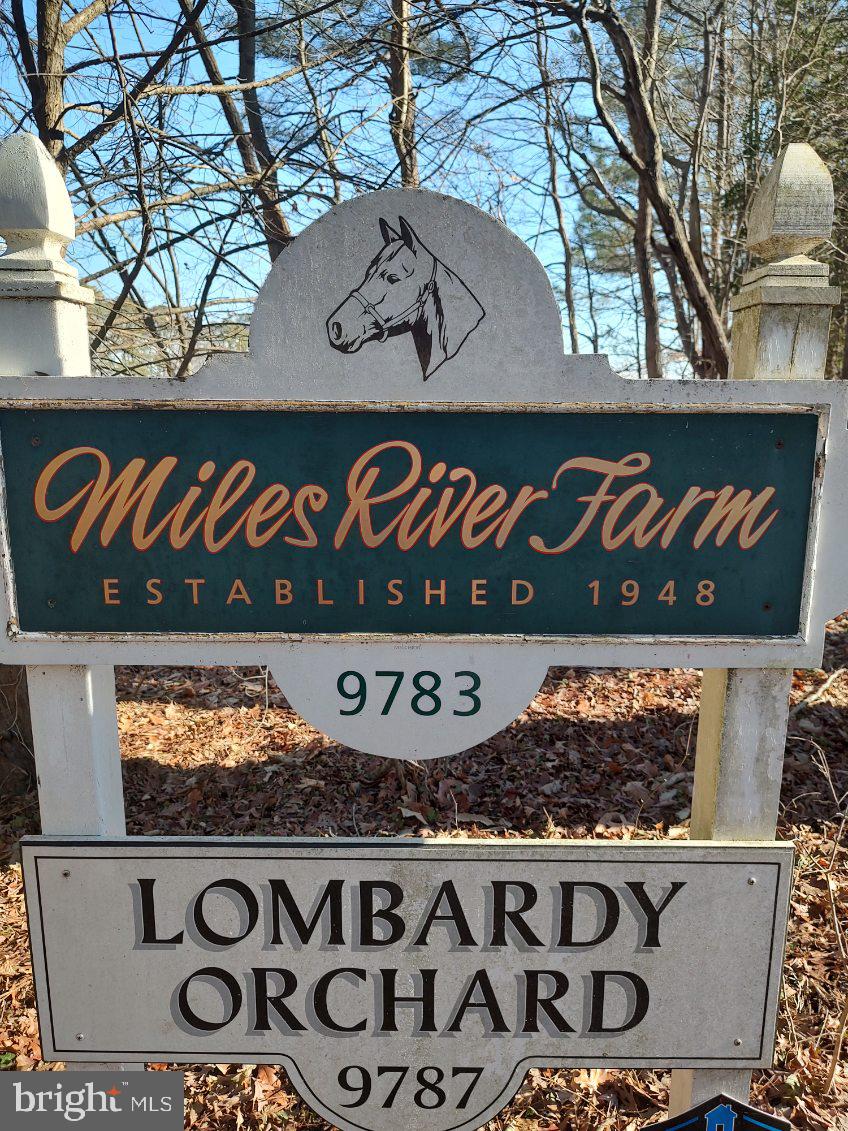 Miles River Farm
ESTABLISHED 1948
9783
LOMBARDY
ORCHARD
9787
bright MLS